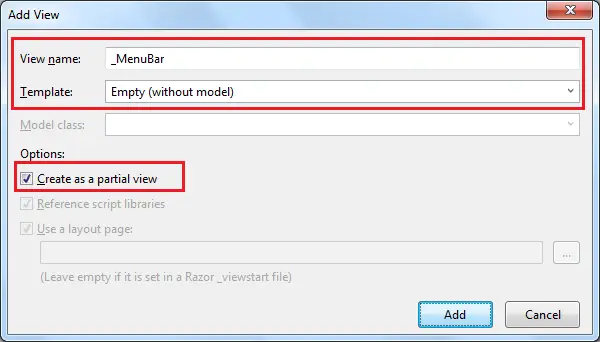 Add View
View name: _MenuBar
Template: Empty (without model)
Model class:
Options:
Create as a partial view
Reference script libraries
Use a layout page:
...
(Leave empty if it is set in a Razor _viewstart file)
Add Cancel